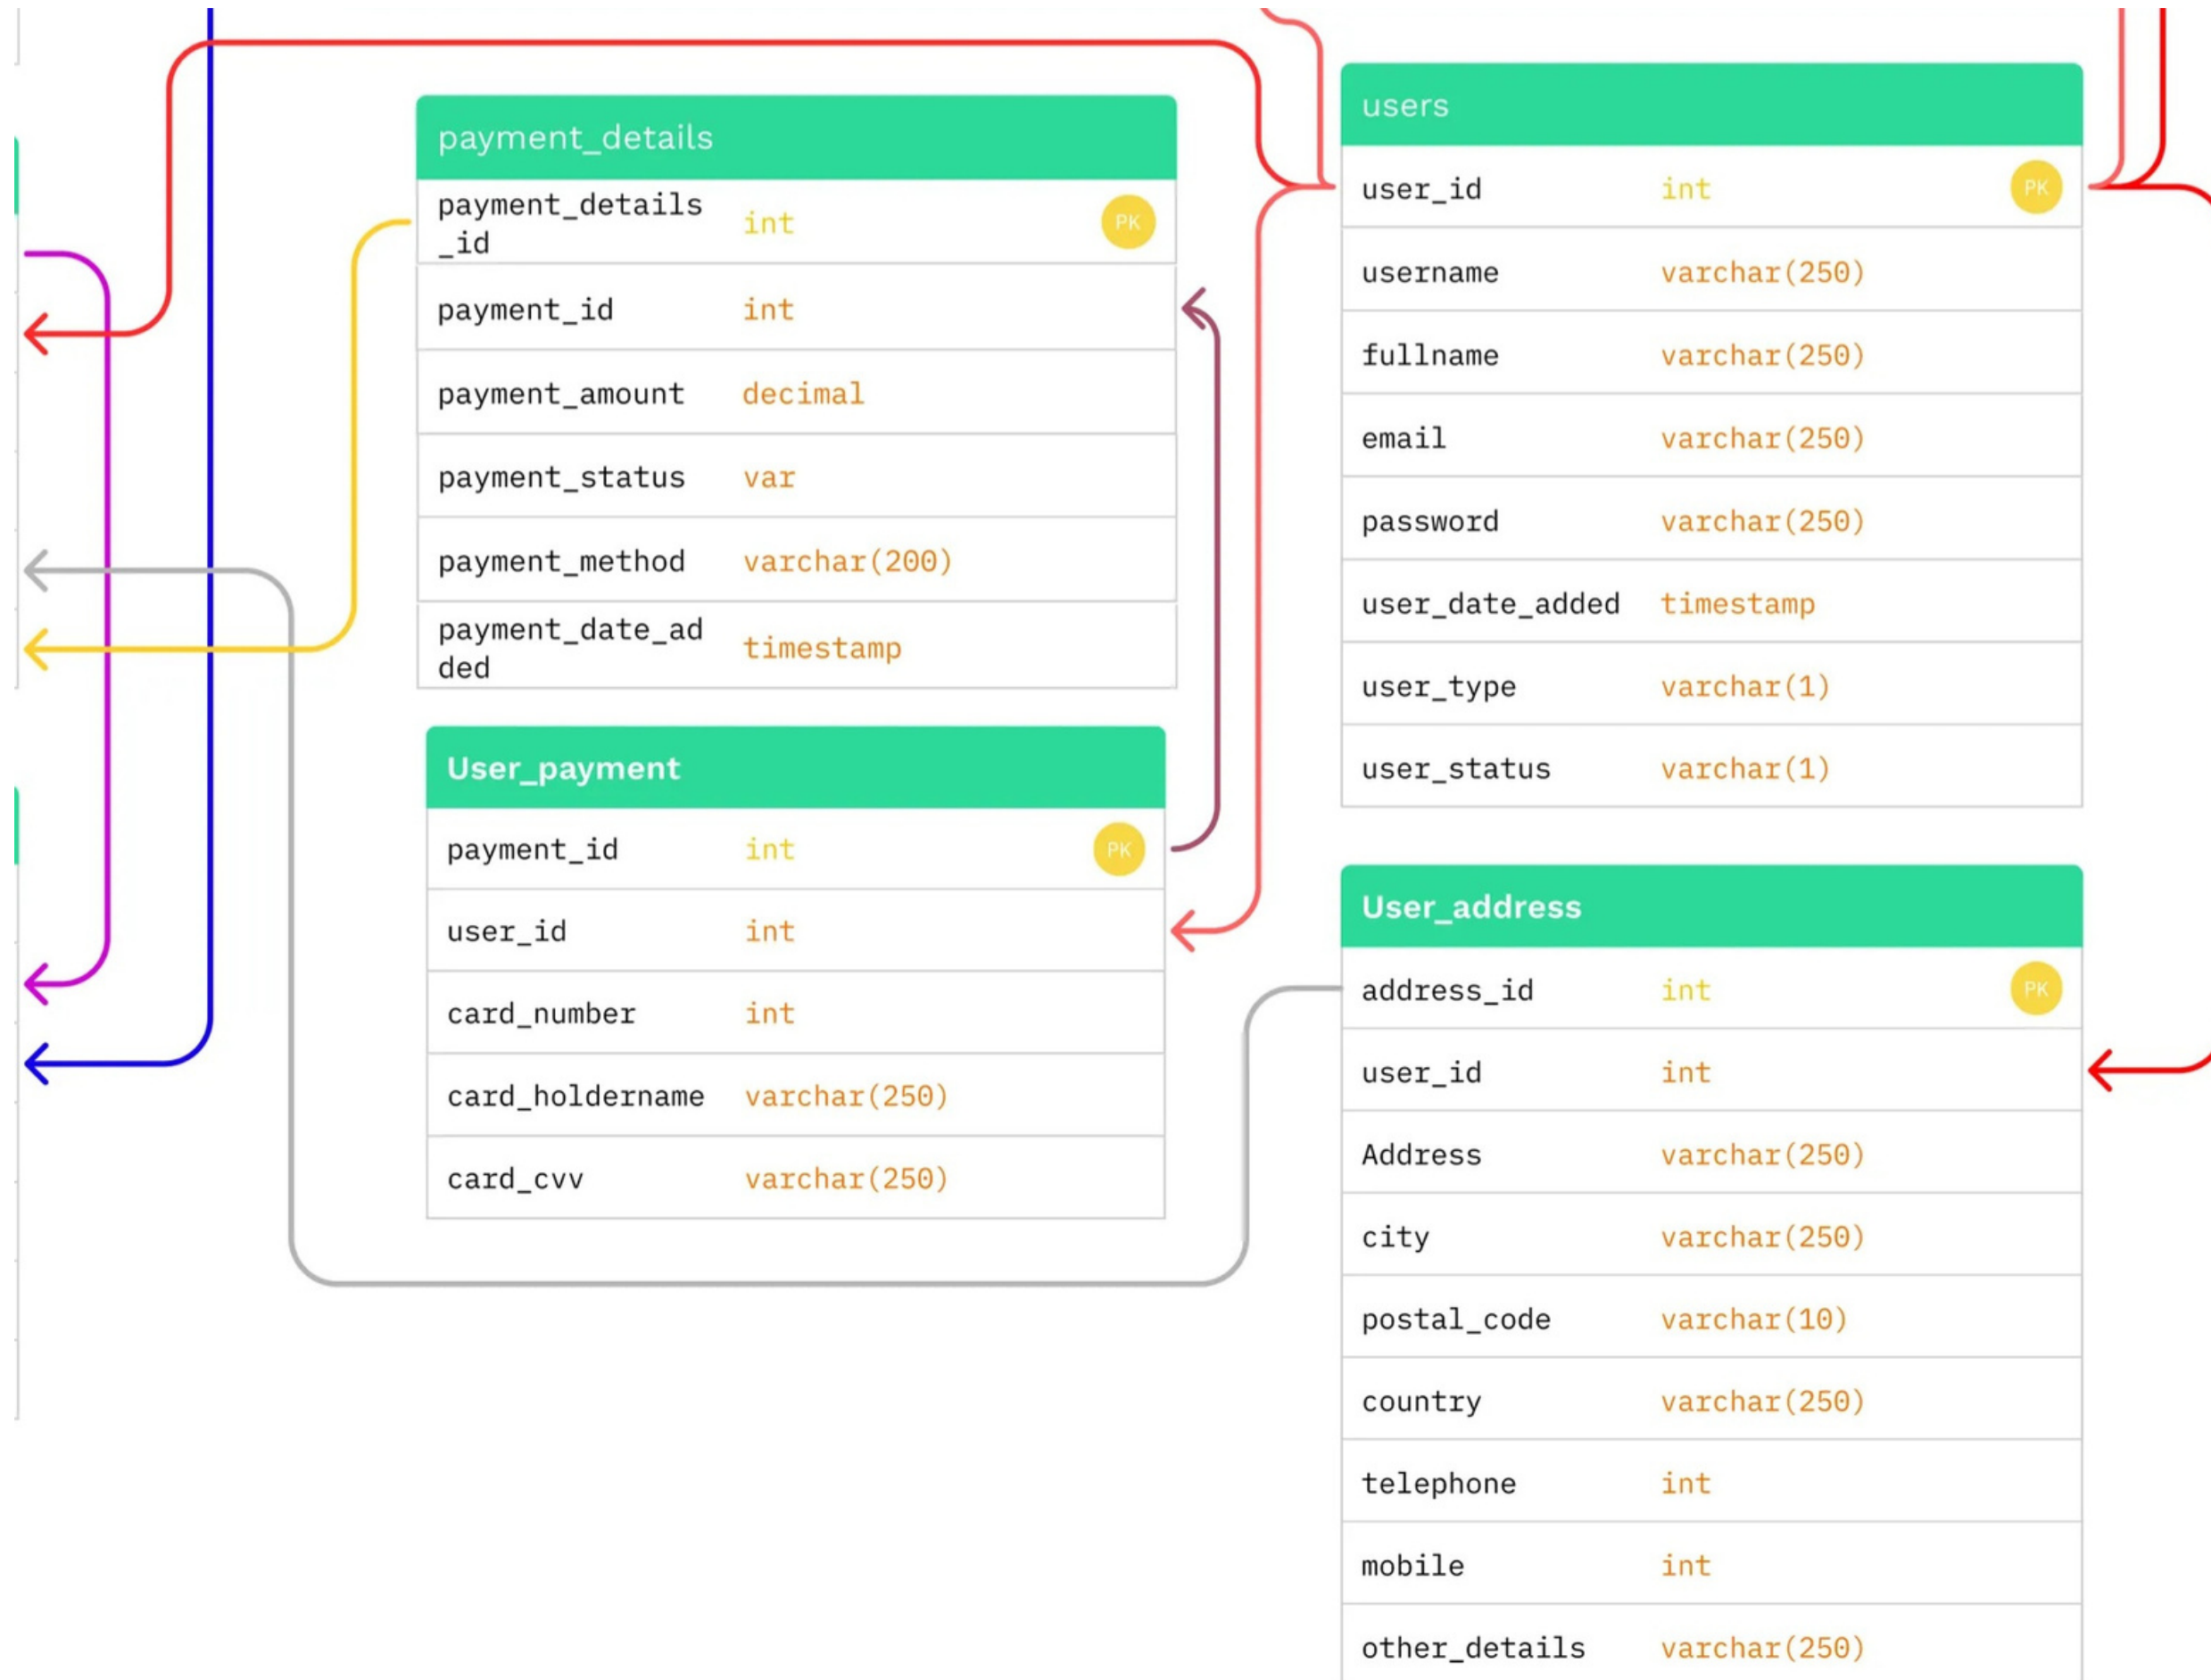 payment_details
payment_details
_id int PK
payment_id int
payment_amount decimal
payment_status var
payment_method varchar(200)
payment_date_ad
ded timestamp
User_payment
payment_id int PK
user_id int
card_number int
card_holdername varchar(250)
card_cvv varchar(250)
users
user_id int PK
username varchar(250)
fullname varchar(250)
email varchar(250)
password varchar(250)
user_date_added timestamp
user_type varchar(1)
user_status varchar(1)
User_address
address_id int PK
user_id int
Address varchar(250)
city varchar(250)
postal_code varchar(10)
country varchar(250)
telephone int
mobile int
other_details varchar(250)